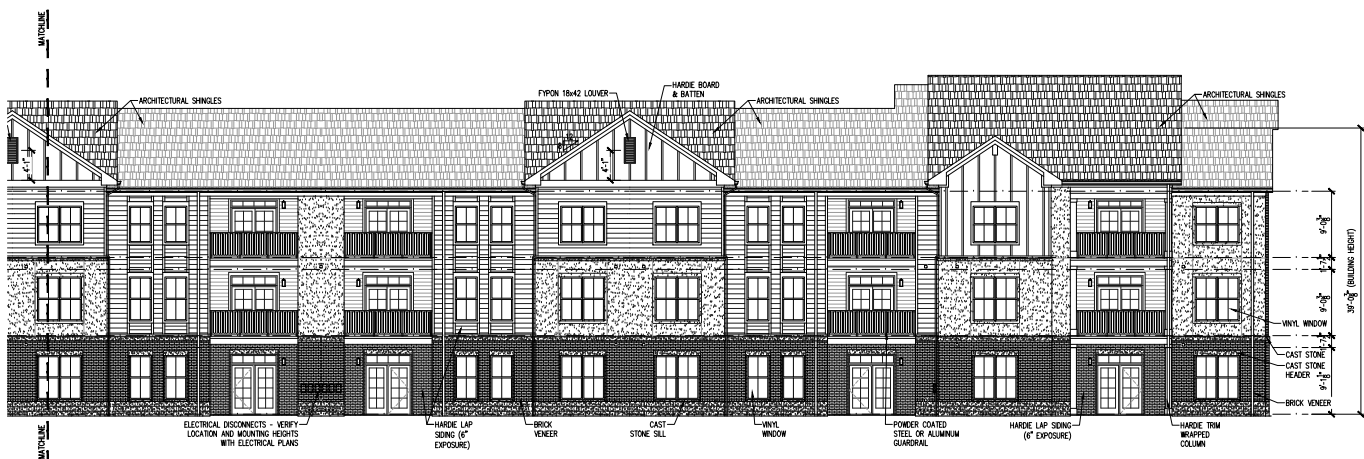 MATCHLINE
ARCHITECTURAL SHINGLES
FYPON 18x42 LOUVER
HARDIE BOARD
& BATTEN
ARCHITECTURAL SHINGLES
ARCHITECTURAL SHINGLES
39'-0⅜" (BUILDING HEIGHT)
VINYL WINDOW
CAST STONE
CAST STONE
HEADER
BRICK VENEER
ELECTRICAL DISCONNECTS - VERIFY
LOCATION AND MOUNTING HEIGHTS
WITH ELECTRICAL PLANS
HARDIE LAP
SIDING (6"
EXPOSURE)
BRICK
VENEER
CAST
STONE SILL
VINYL
WINDOW
POWDER COATED
STEEL OR ALUMINUM
GUARDRAIL
HARDIE LAP SIDING
(6" EXPOSURE)
HARDIE TRIM
WRAPPED
COLUMN
MATCHLINE